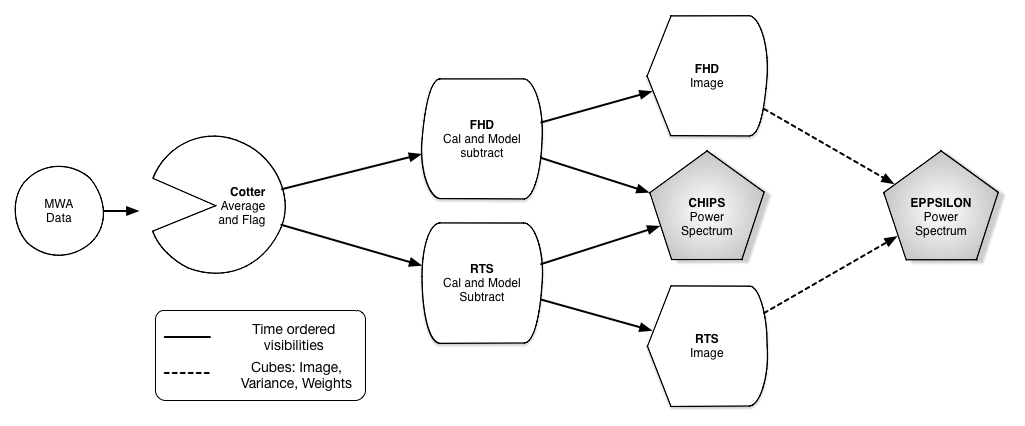 MWA
Data
Cotter
Average
and Flag
FHD
Cal and Model
subtract
RTS
Cal and Model
Subtract
FHD
Image
CHIPS
Power
Spectrum
RTS
Image
EPPSILON
Power
Spectrum
Time ordered
visibilities
Cubes: Image,
Variance, Weights